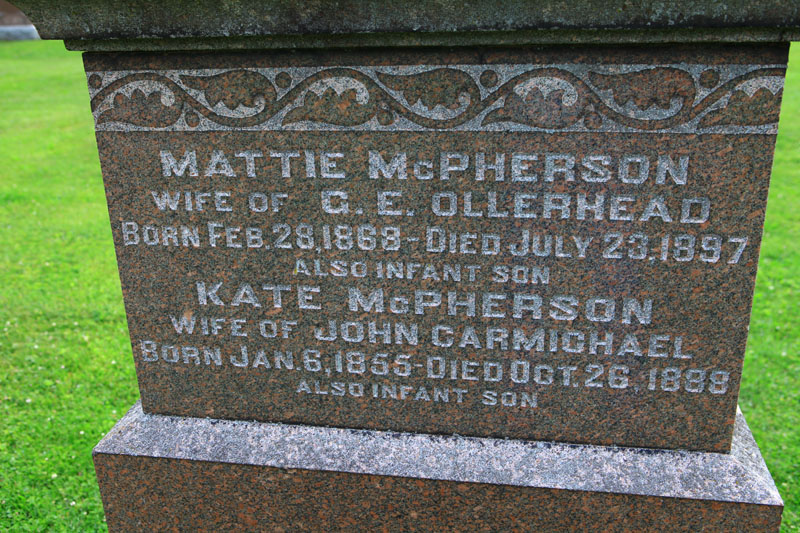 MATTIE McPHERSON
WIFE OF G. E. OLLERHEAD
BORN FEB. 28, 1868 - DIED JULY 23, 1897
ALSO INFANT SON
KATE McPHERSON
WIFE OF JOHN CARMICHAEL
BORN JAN. 6, 1855 - DIED OCT. 26, 1888
ALSO INFANT SON